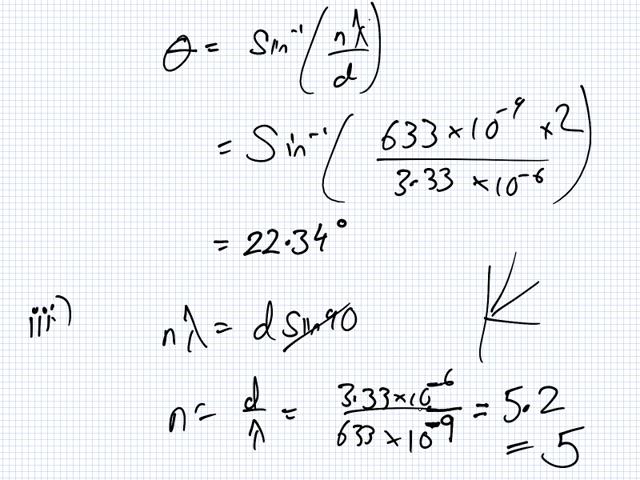 θ = Sin⁻¹(nλ/d)
= Sin⁻¹(633 × 10⁻⁹ × 2 / 3.33 × 10⁻⁶)
= 22.34°
iii) nλ = d sin90
n = d/λ = 3.33 × 10⁻⁶ / 633 × 10⁻⁹ = 5.2
= 5